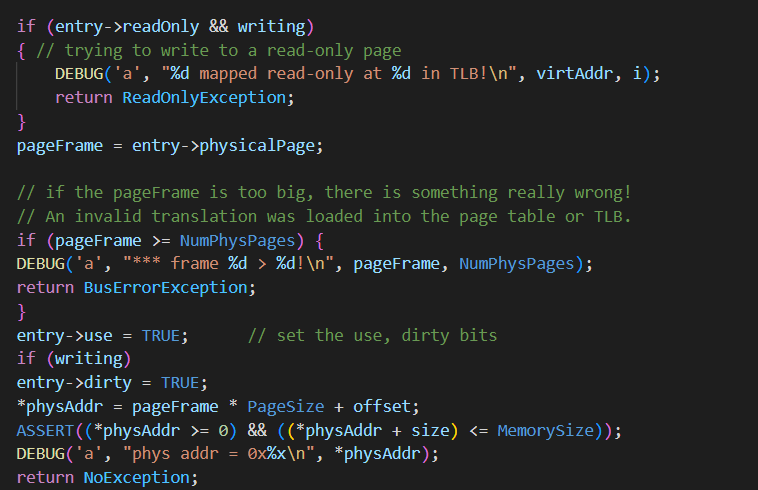 if (entry->readOnly && writing)
{ // trying to write to a read-only page
DEBUG('a', "%d mapped read-only at %d in TLB!\n", virtAddr, i);
return ReadOnlyException;
}
pageFrame = entry->physicalPage;
// if the pageFrame is too big, there is something really wrong!
// An invalid translation was loaded into the page table or TLB.
if (pageFrame >= NumPhysPages) {
DEBUG('a', "*** frame %d > %d!\n", pageFrame, NumPhysPages);
return BusErrorException;
}
entry->use = TRUE; // set the use, dirty bits
if (writing)
entry->dirty = TRUE;
*physAddr = pageFrame * PageSize + offset;
ASSERT((*physAddr >= 0) && ((*physAddr + size) <= MemorySize));
DEBUG('a', "phys addr = 0x%x\n", *physAddr);
return NoException;